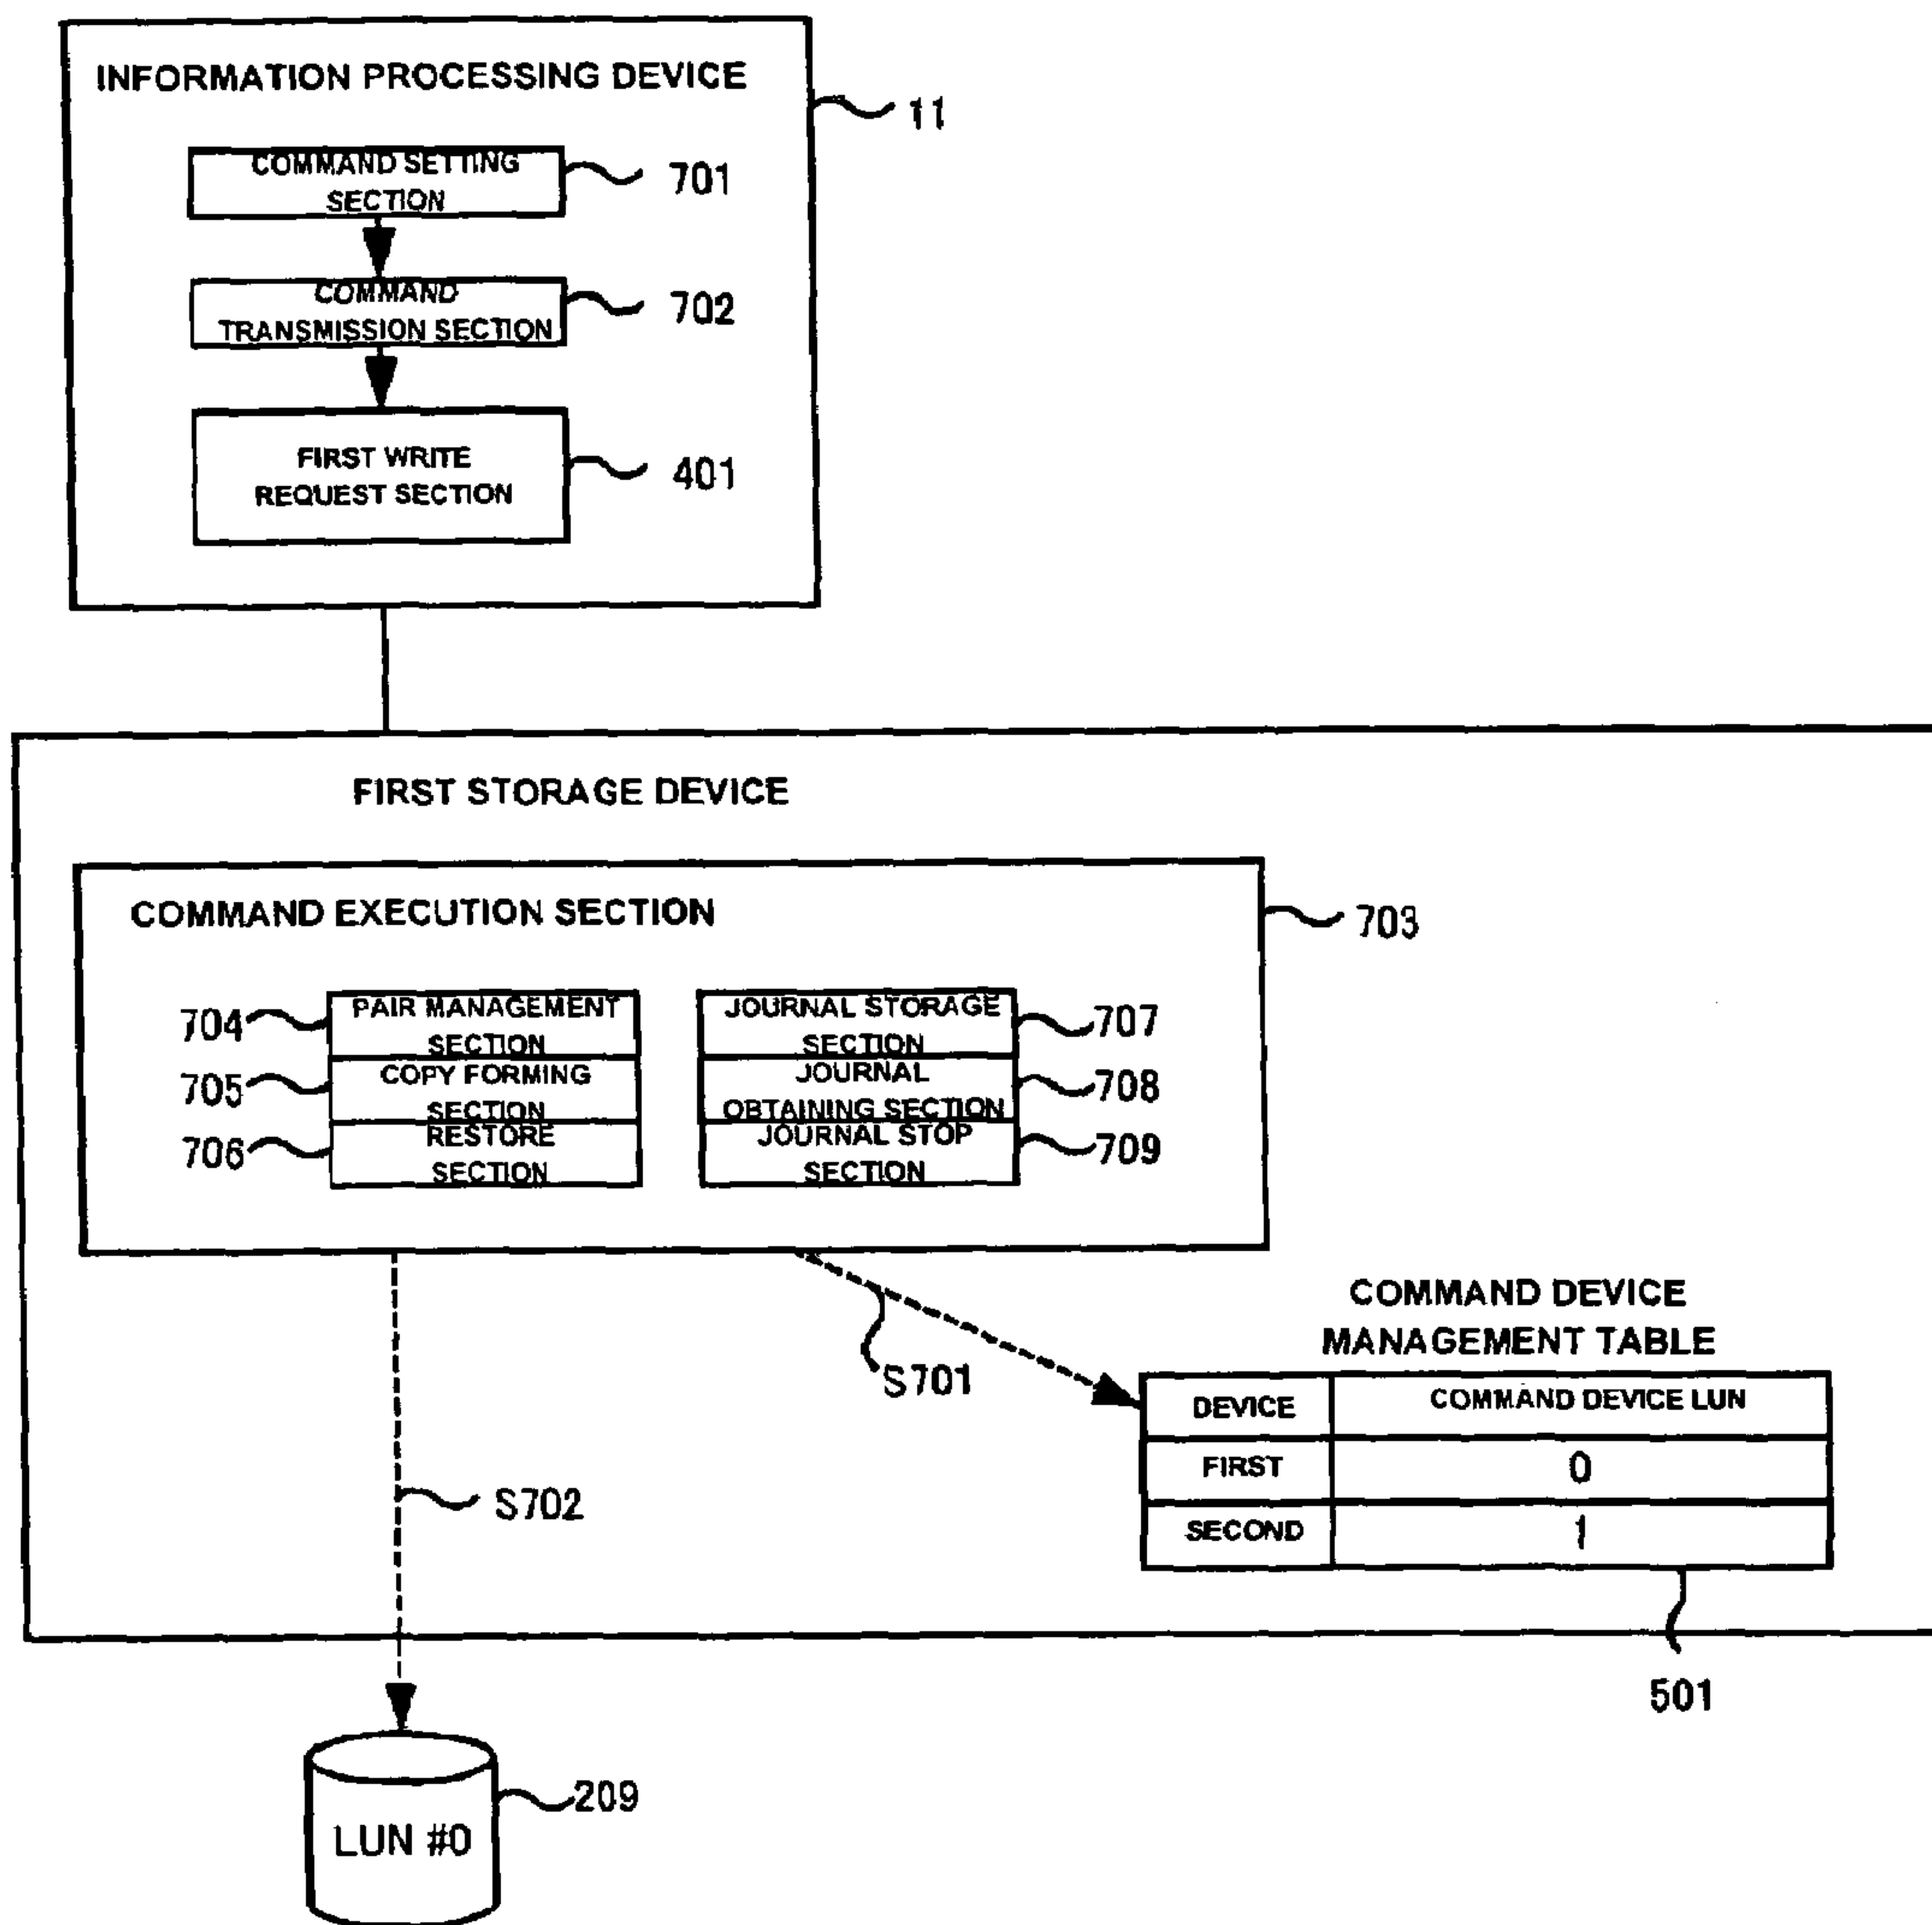 INFORMATION PROCESSING DEVICE
11
COMMAND SETTING
SECTION
701
COMMAND
TRANSMISSION SECTION
702
FIRST WRITE
REQUEST SECTION
401
FIRST STORAGE DEVICE
COMMAND EXECUTION SECTION
703
704
PAIR MANAGEMENT
SECTION
705
COPY FORMING
SECTION
706
RESTORE
SECTION
JOURNAL STORAGE
SECTION
707
JOURNAL
OBTAINING SECTION
708
JOURNAL STOP
SECTION
709
S701
S702
COMMAND DEVICE
MANAGEMENT TABLE
DEVICE COMMAND DEVICE LUN
FIRST 0
SECOND 1
501
209
LUN #0